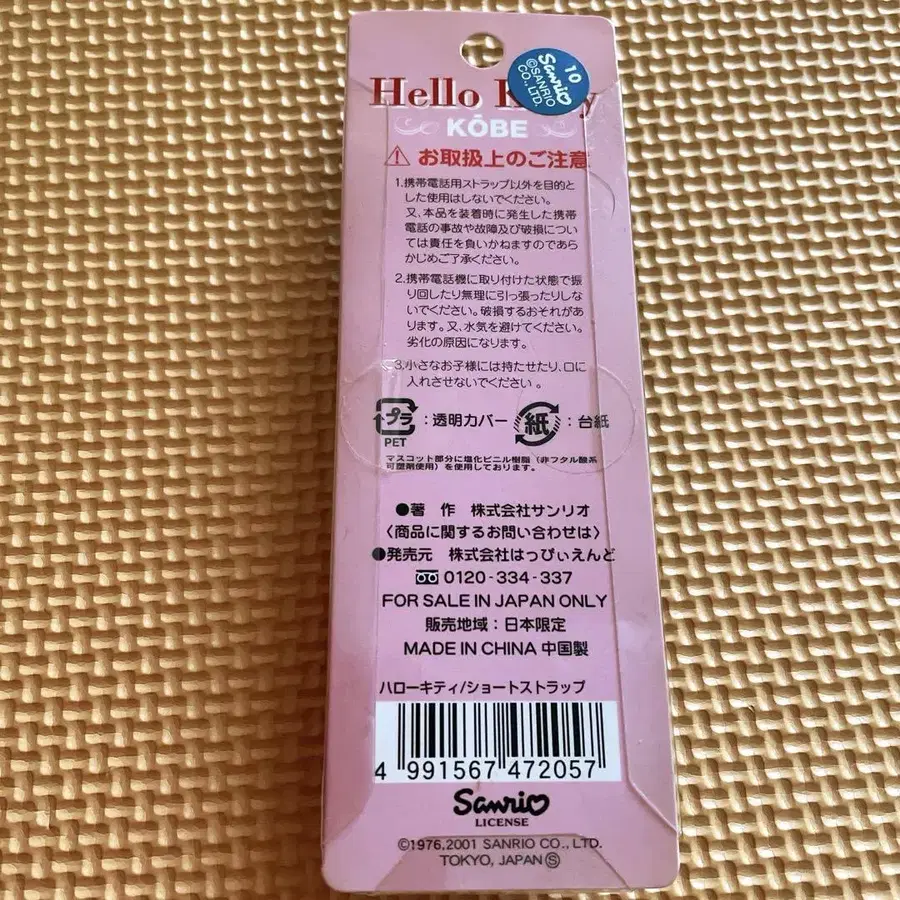 10
Sanrio
©SANRIO
CO., LTD.
Hello
KŌBE
お取扱上のご注意
1.携帯電話用ストラップ以外を目的と
した使用はしないでください。
又、本品を装着時に発生した携帯
電話の事故や故障及び破損につい
ては責任を負いかねますのであら
かじめご了承ください。
2.携帯電話機に取り付けた状態で振
り回したり無理に引っ張ったりしな
いでください。破損するおそれがあ
ります。又、水気を避けてください。
劣化の原因になります。
3.小さなお子様には持たせたり、口に
入れさせないでください。
プラ:透明カバー 紙:台紙
PET
マスコット部分に塩化ビニル樹脂(非フタル酸系
可塑剤使用)を使用しております。
●著 作 株式会社サンリオ
〈商品に関するお問い合わせは〉
●発売元 株式会社はっぴぃえんど
0120-334-337
FOR SALE IN JAPAN ONLY
販売地域:日本限定
MADE IN CHINA 中国製
ハローキティ/ショートストラップ
4 991567 472057
Sanrio
LICENSE
©1976,2001 SANRIO CO., LTD.
TOKYO, JAPAN Ⓢ